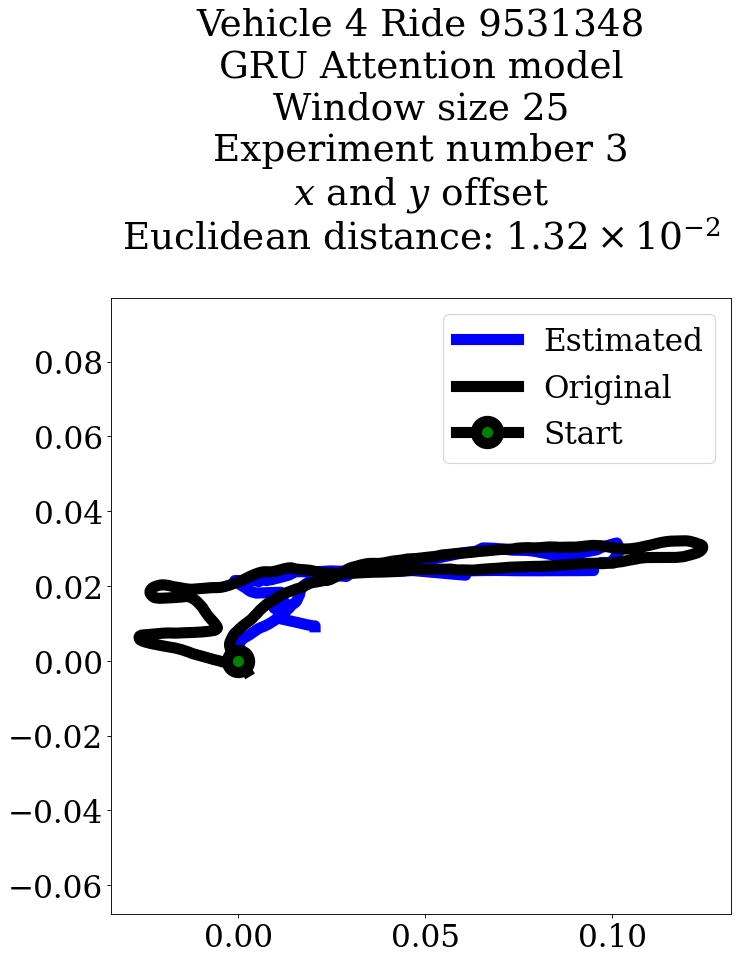 Vehicle 4 Ride 9531348
GRU Attention model
Window size 25
Experiment number 3
x and y offset
Euclidean distance: 1.32 × 10⁻²
Estimated
Original
Start
0.08
0.06
0.04
0.02
0.00
−0.02
−0.04
−0.06
0.00 0.05 0.10